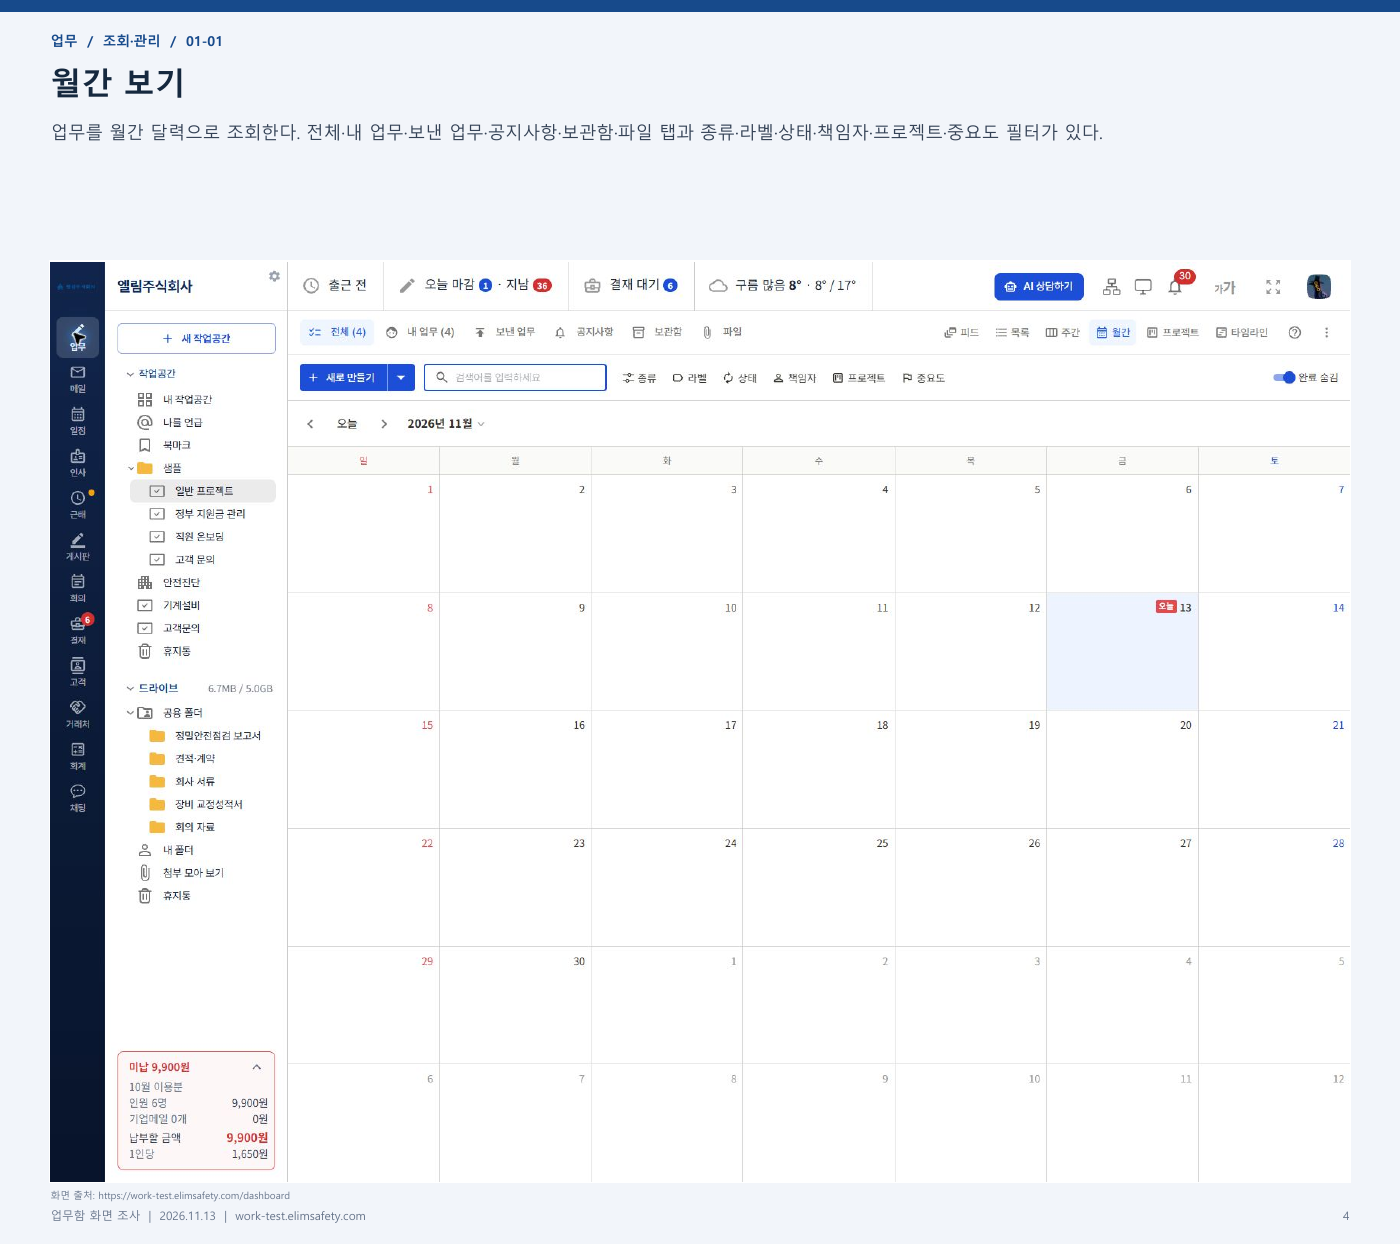 업무 / 조회·관리 / 01-01
월간 보기
업무를 월간 달력으로 조회한다. 전체·내 업무·보낸 업무·공지사항·보관함·파일 탭과 종류·라벨·상태·책임자·프로젝트·중요도 필터가 있다.
엘림주식회사
출근 전
오늘 마감 1 · 지남 36
결재 대기 6
구름 많음 8° · 8° / 17°
AI 상담하기
30
가가
업무
메일
일정
인사
근태
게시판
회의
6
결재
고객
거래처
회계
채팅
+ 새 작업공간
작업공간
내 작업공간
나를 언급
북마크
샘플
일반 프로젝트
정부 지원금 관리
직원 온보딩
고객 문의
안전진단
기계설비
고객문의
휴지통
드라이브 6.7MB / 5.0GB
공용 폴더
정밀안전점검 보고서
견적·계약
회사 서류
장비 교정성적서
회의 자료
내 폴더
첨부 모아 보기
휴지통
미납 9,900원
10월 이용분
인원 6명 9,900원
기업메일 0개 0원
납부할 금액 9,900원
1인당 1,650원
전체 (4) 내 업무 (4) 보낸 업무 공지사항 보관함 파일
피드 목록 주간 월간 프로젝트 타임라인
+ 새로 만들기 검색어를 입력하세요 종류 라벨 상태 책임자 프로젝트 중요도 완료 숨김
오늘 2026년 11월
일 월 화 수 목 금 토
1 2 3 4 5 6 7
8 9 10 11 12 오늘 13 14
15 16 17 18 19 20 21
22 23 24 25 26 27 28
29 30 1 2 3 4 5
6 7 8 9 10 11 12
화면 출처: https://work-test.elimsafety.com/dashboard
업무함 화면 조사 | 2026.11.13 | work-test.elimsafety.com
4